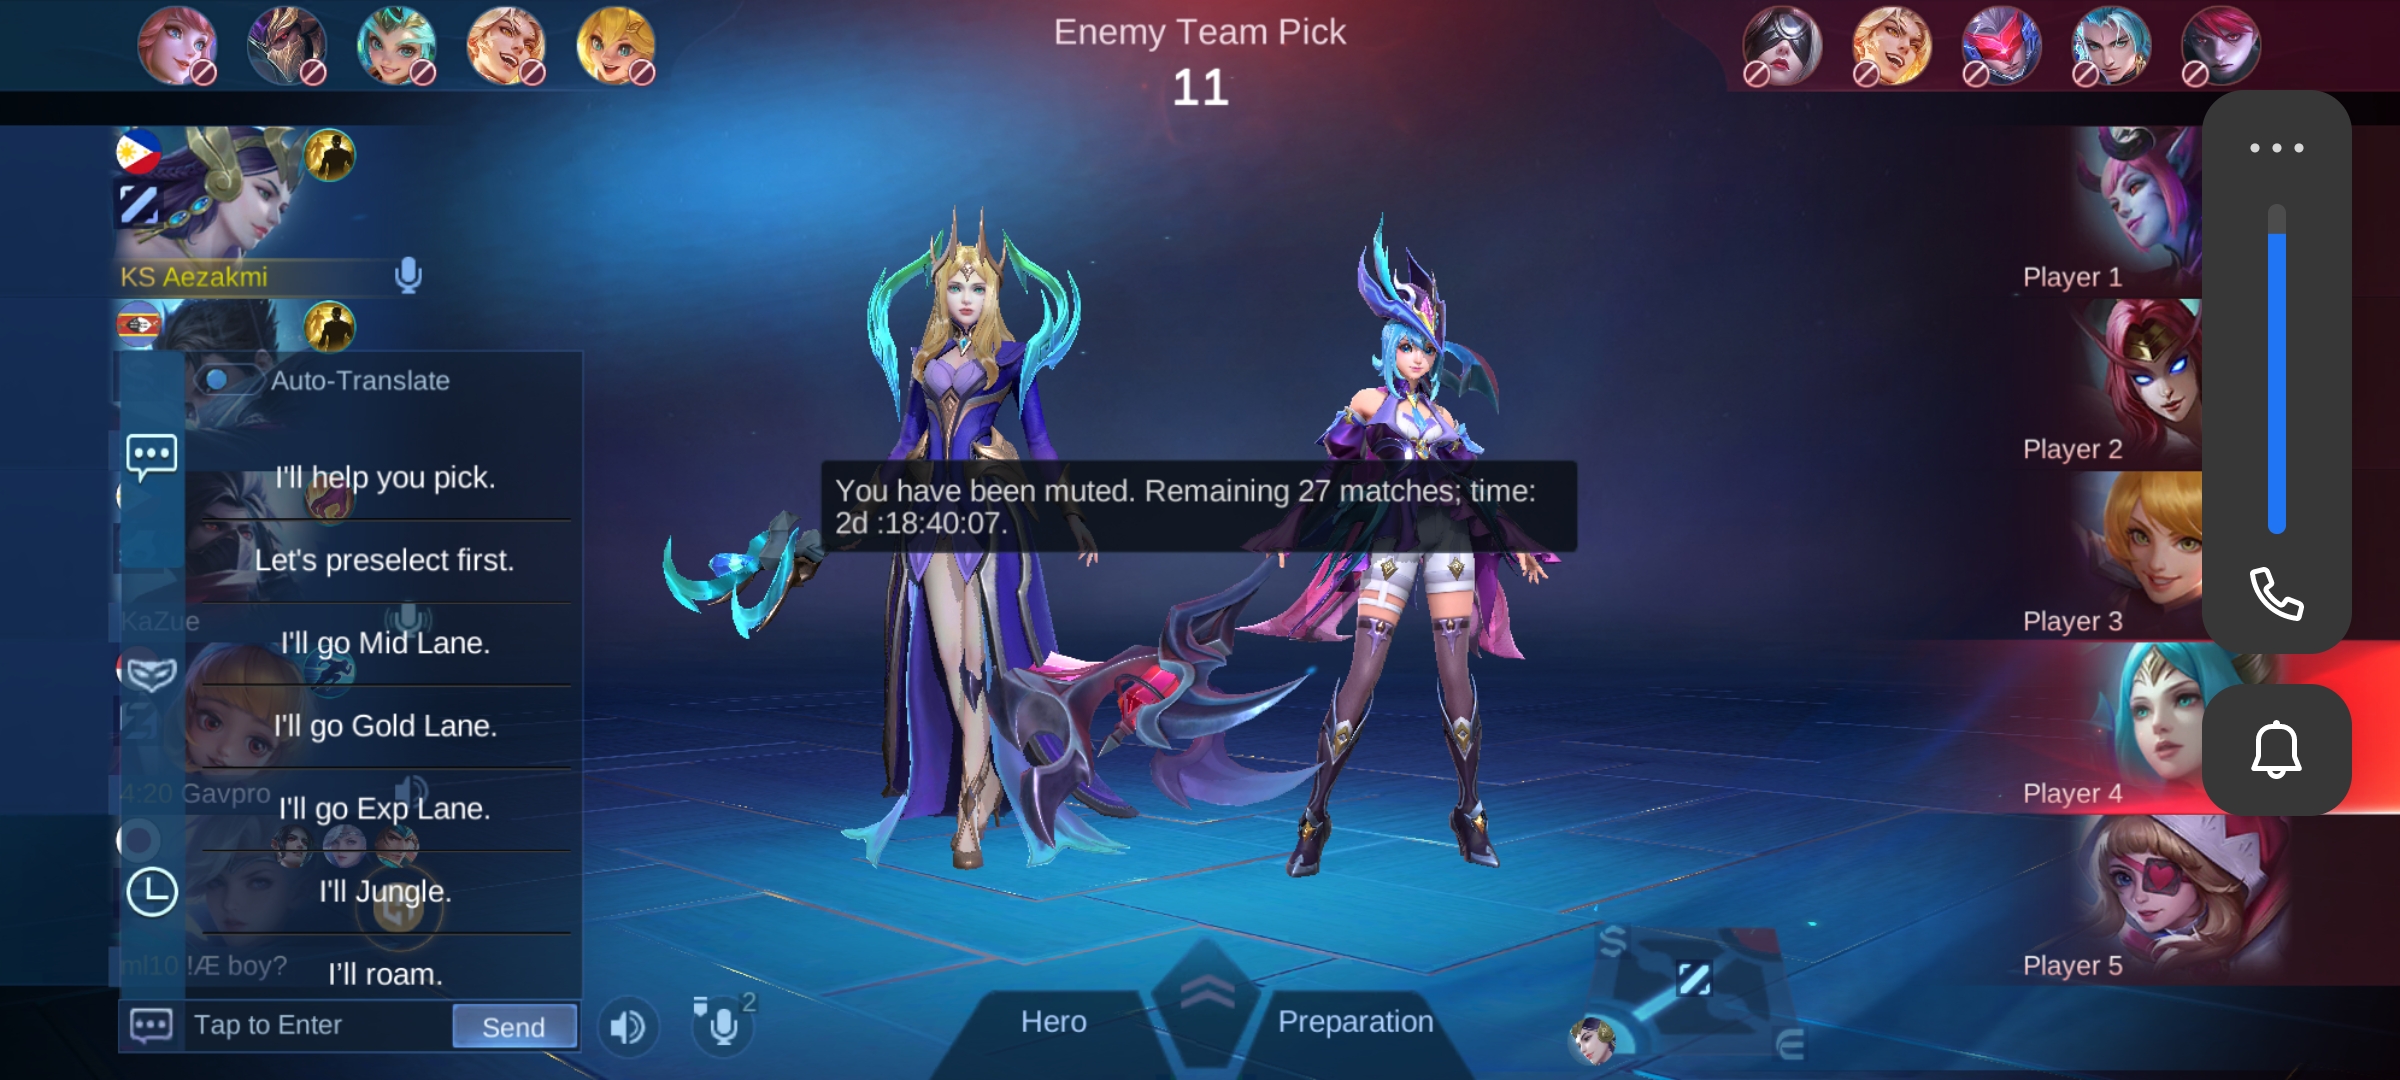 Enemy Team Pick
11
KS Aezakmi
Auto-Translate
I'll help you pick.
Let's preselect first.
KaZue
I'll go Mid Lane.
I'll go Gold Lane.
4:20 Gavpro
I'll go Exp Lane.
I'll Jungle.
ml10 !Æ boy?
I'll roam.
Tap to Enter
Send
2
You have been muted. Remaining 27 matches; time:
2d :18:40:07.
Hero
Preparation
Player 1
Player 2
Player 3
Player 4
Player 5